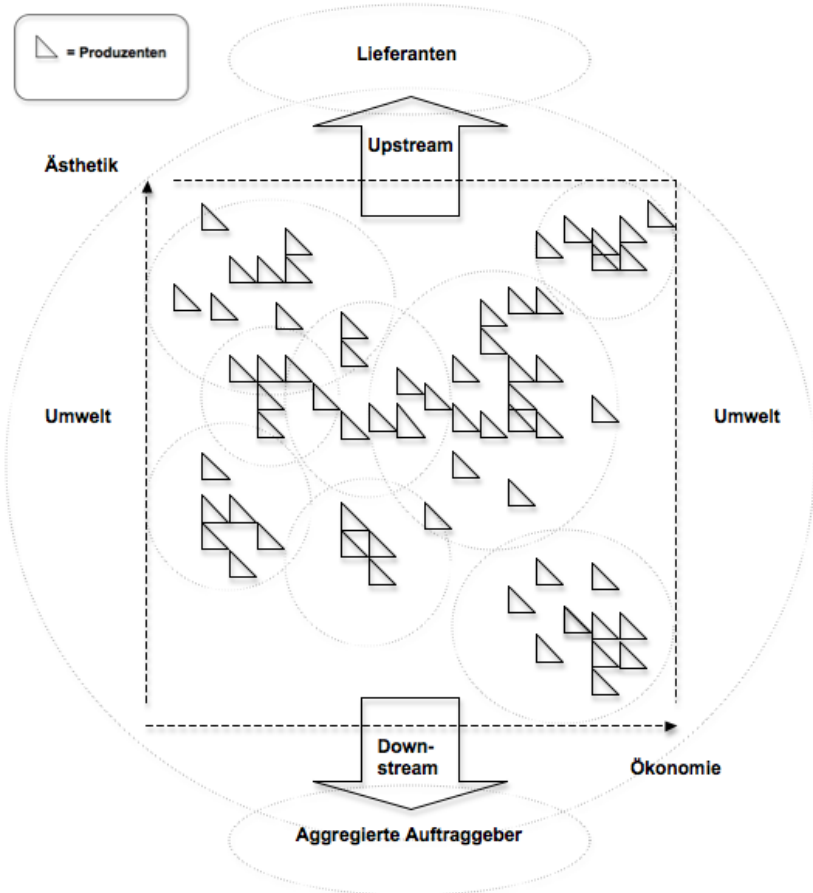 = Produzenten
Lieferanten
Upstream
Ästhetik
Umwelt
Umwelt
Down-
stream
Ökonomie
Aggregierte Auftraggeber